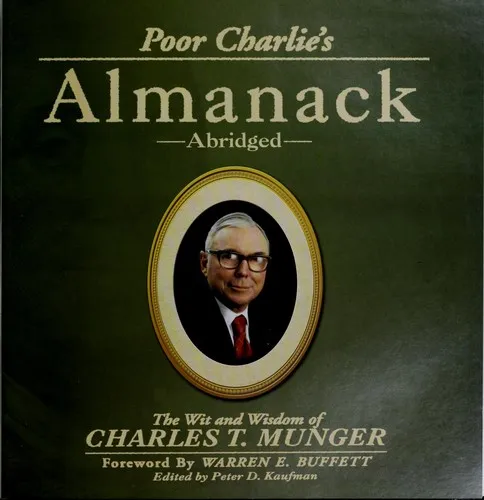 Poor Charlie's
Almanack
—Abridged—
The Wit and Wisdom of
CHARLES T. MUNGER
Foreword By WARREN E. BUFFETT
Edited by Peter D. Kaufman